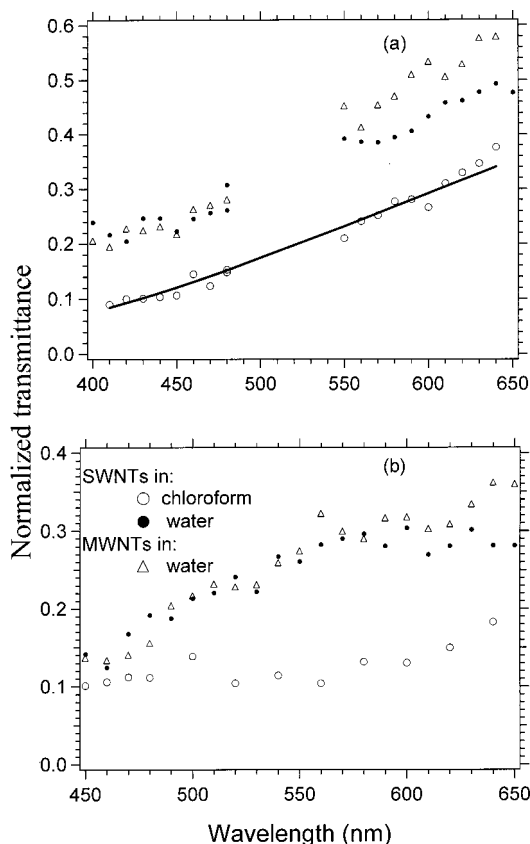 Normalized transmittance
(a)
0.6
0.5
0.4
0.3
0.2
0.1
0.0
400 450 500 550 600 650
(b)
0.4
0.3
0.2
0.1
0.0
SWNTs in:
chloroform
water
MWNTs in:
water
450 500 550 600 650
Wavelength (nm)